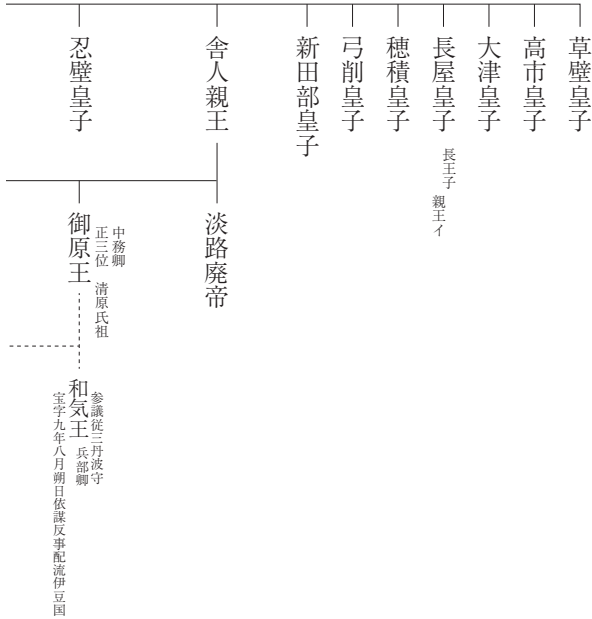 草壁皇子
高市皇子
大津皇子
長屋皇子
長王子 親王イ
穂積皇子
弓削皇子
新田部皇子
舎人親王
淡路廃帝
忍壁皇子
御原王
中務卿
正三位 清原氏祖
和気王
参議従三丹波守
兵部卿
宝字九年八月朔日依謀反事配流伊豆国